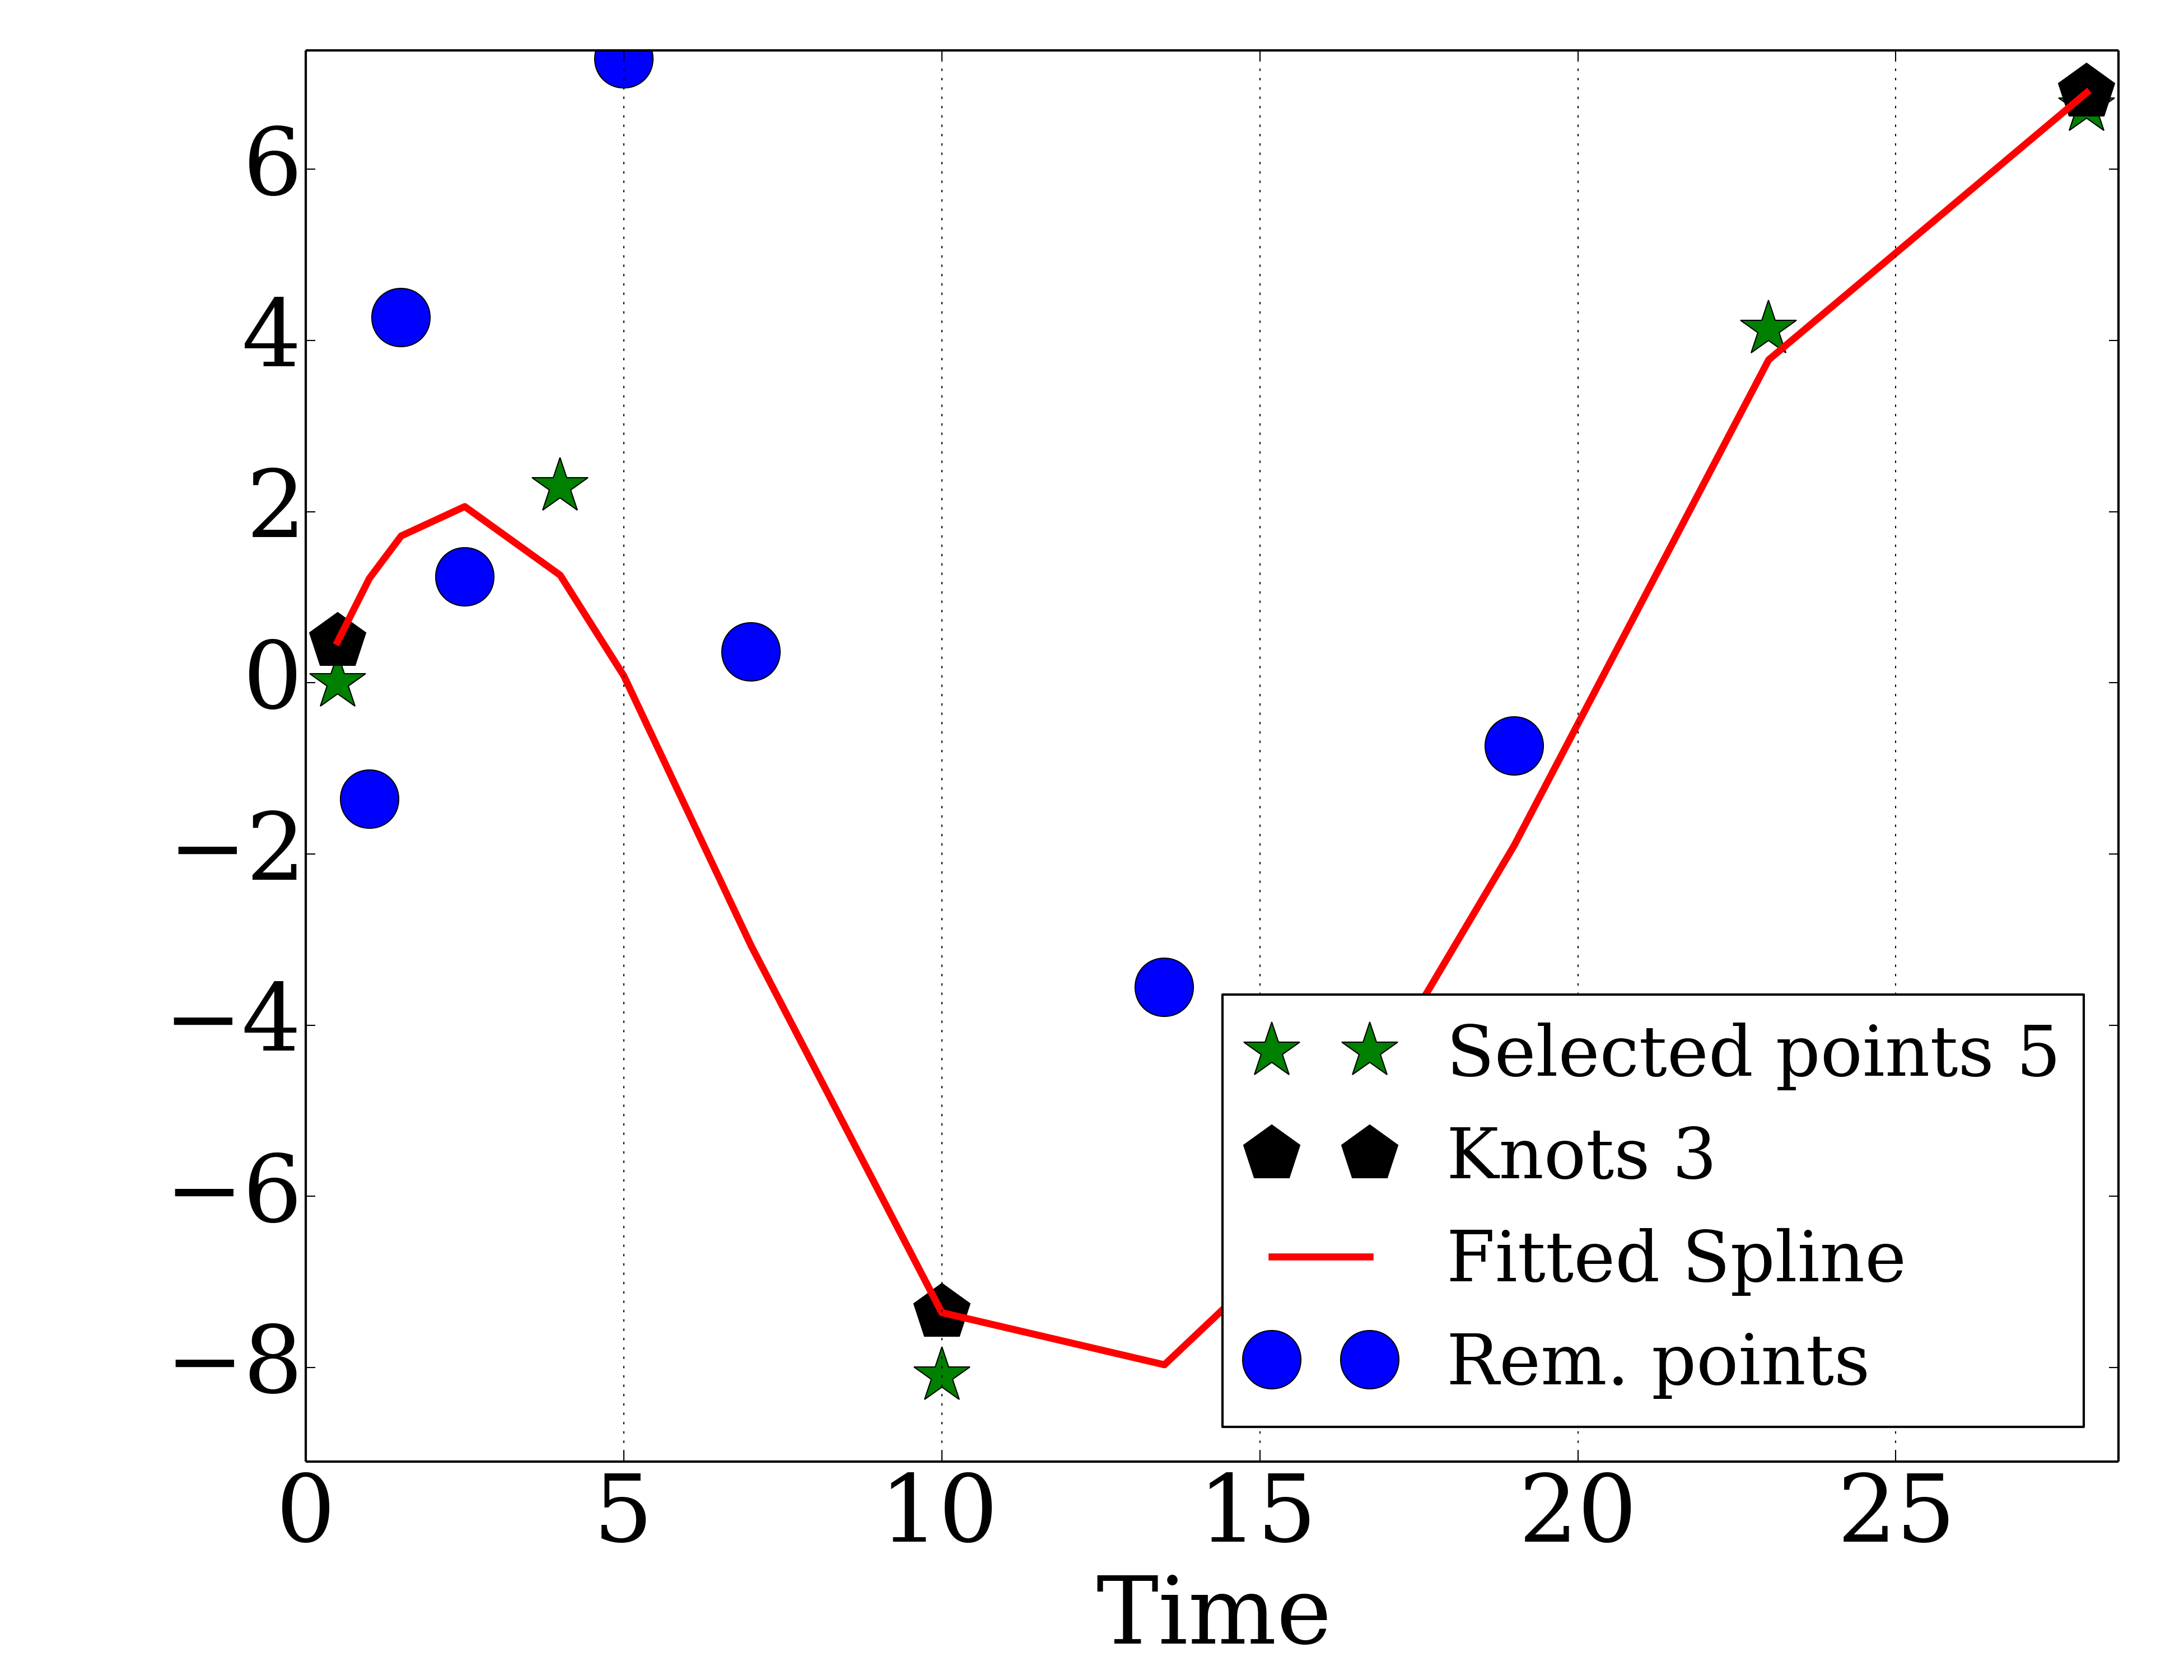 6
4
2
0
−2
−4
−6
−8
Selected points 5
Knots 3
Fitted Spline
Rem. points
0 5 10 15 20 25
Time